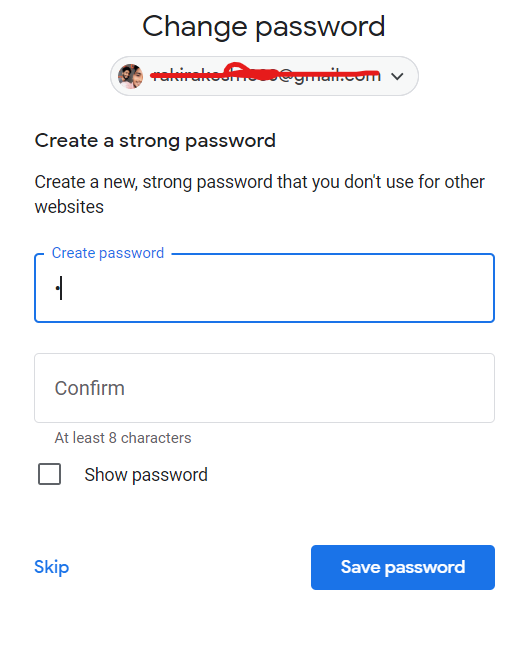 Change password
@gmail.com
Create a strong password
Create a new, strong password that you don't use for other
websites
Create password
Confirm
At least 8 characters
Show password
Skip
Save password